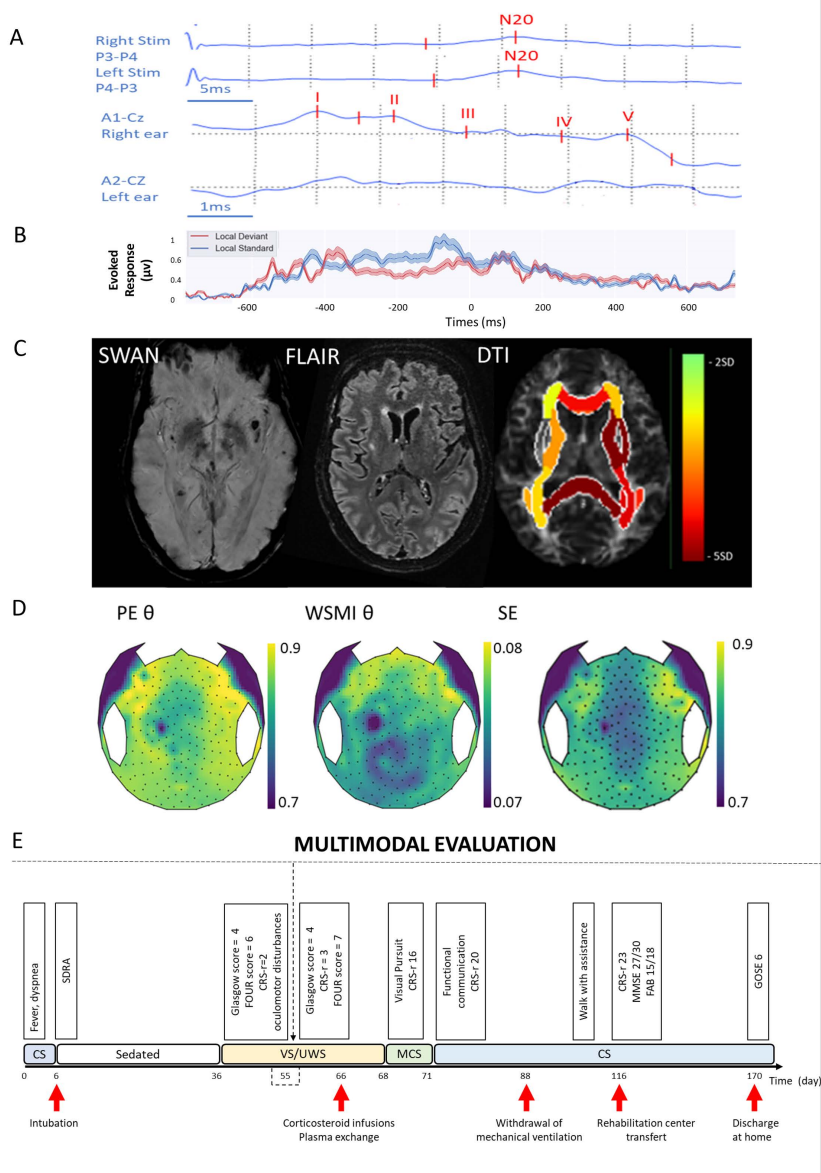 A
Right Stim
P3-P4
N20
Left Stim
P4-P3
N20
5ms
I
II
III
IV
V
A1-Cz
Right ear
A2-CZ
Left ear
1ms
B
Evoked
Response
(μv)
1
0.6
0.4
0
Local Deviant
Local Standard
-600
-400
-200
0
200
400
600
Times (ms)
C
SWAN
FLAIR
DTI
- 2SD
- 5SD
D
PE θ
WSMI θ
SE
0.9
0.7
0.08
0.07
0.9
0.7
E
MULTIMODAL EVALUATION
Fever, dyspnea
SDRA
Glasgow score = 4
FOUR score = 6
CRS-r=2
oculomotor disturbances
Glasgow score = 4
CRS-r = 3
FOUR score = 7
Visual Pursuit
CRS-r 16
Functional
communication
CRS-r 20
Walk with assistance
CRS-r 23
MMSE 27/30
FAB 15/18
GOSE 6
CS
Sedated
VS/UWS
MCS
CS
0
6
36
55
66
68
71
88
116
170
Time (day)
Intubation
Corticosteroid infusions
Plasma exchange
Withdrawal of
mechanical ventilation
Rehabilitation center
transfert
Discharge
at home